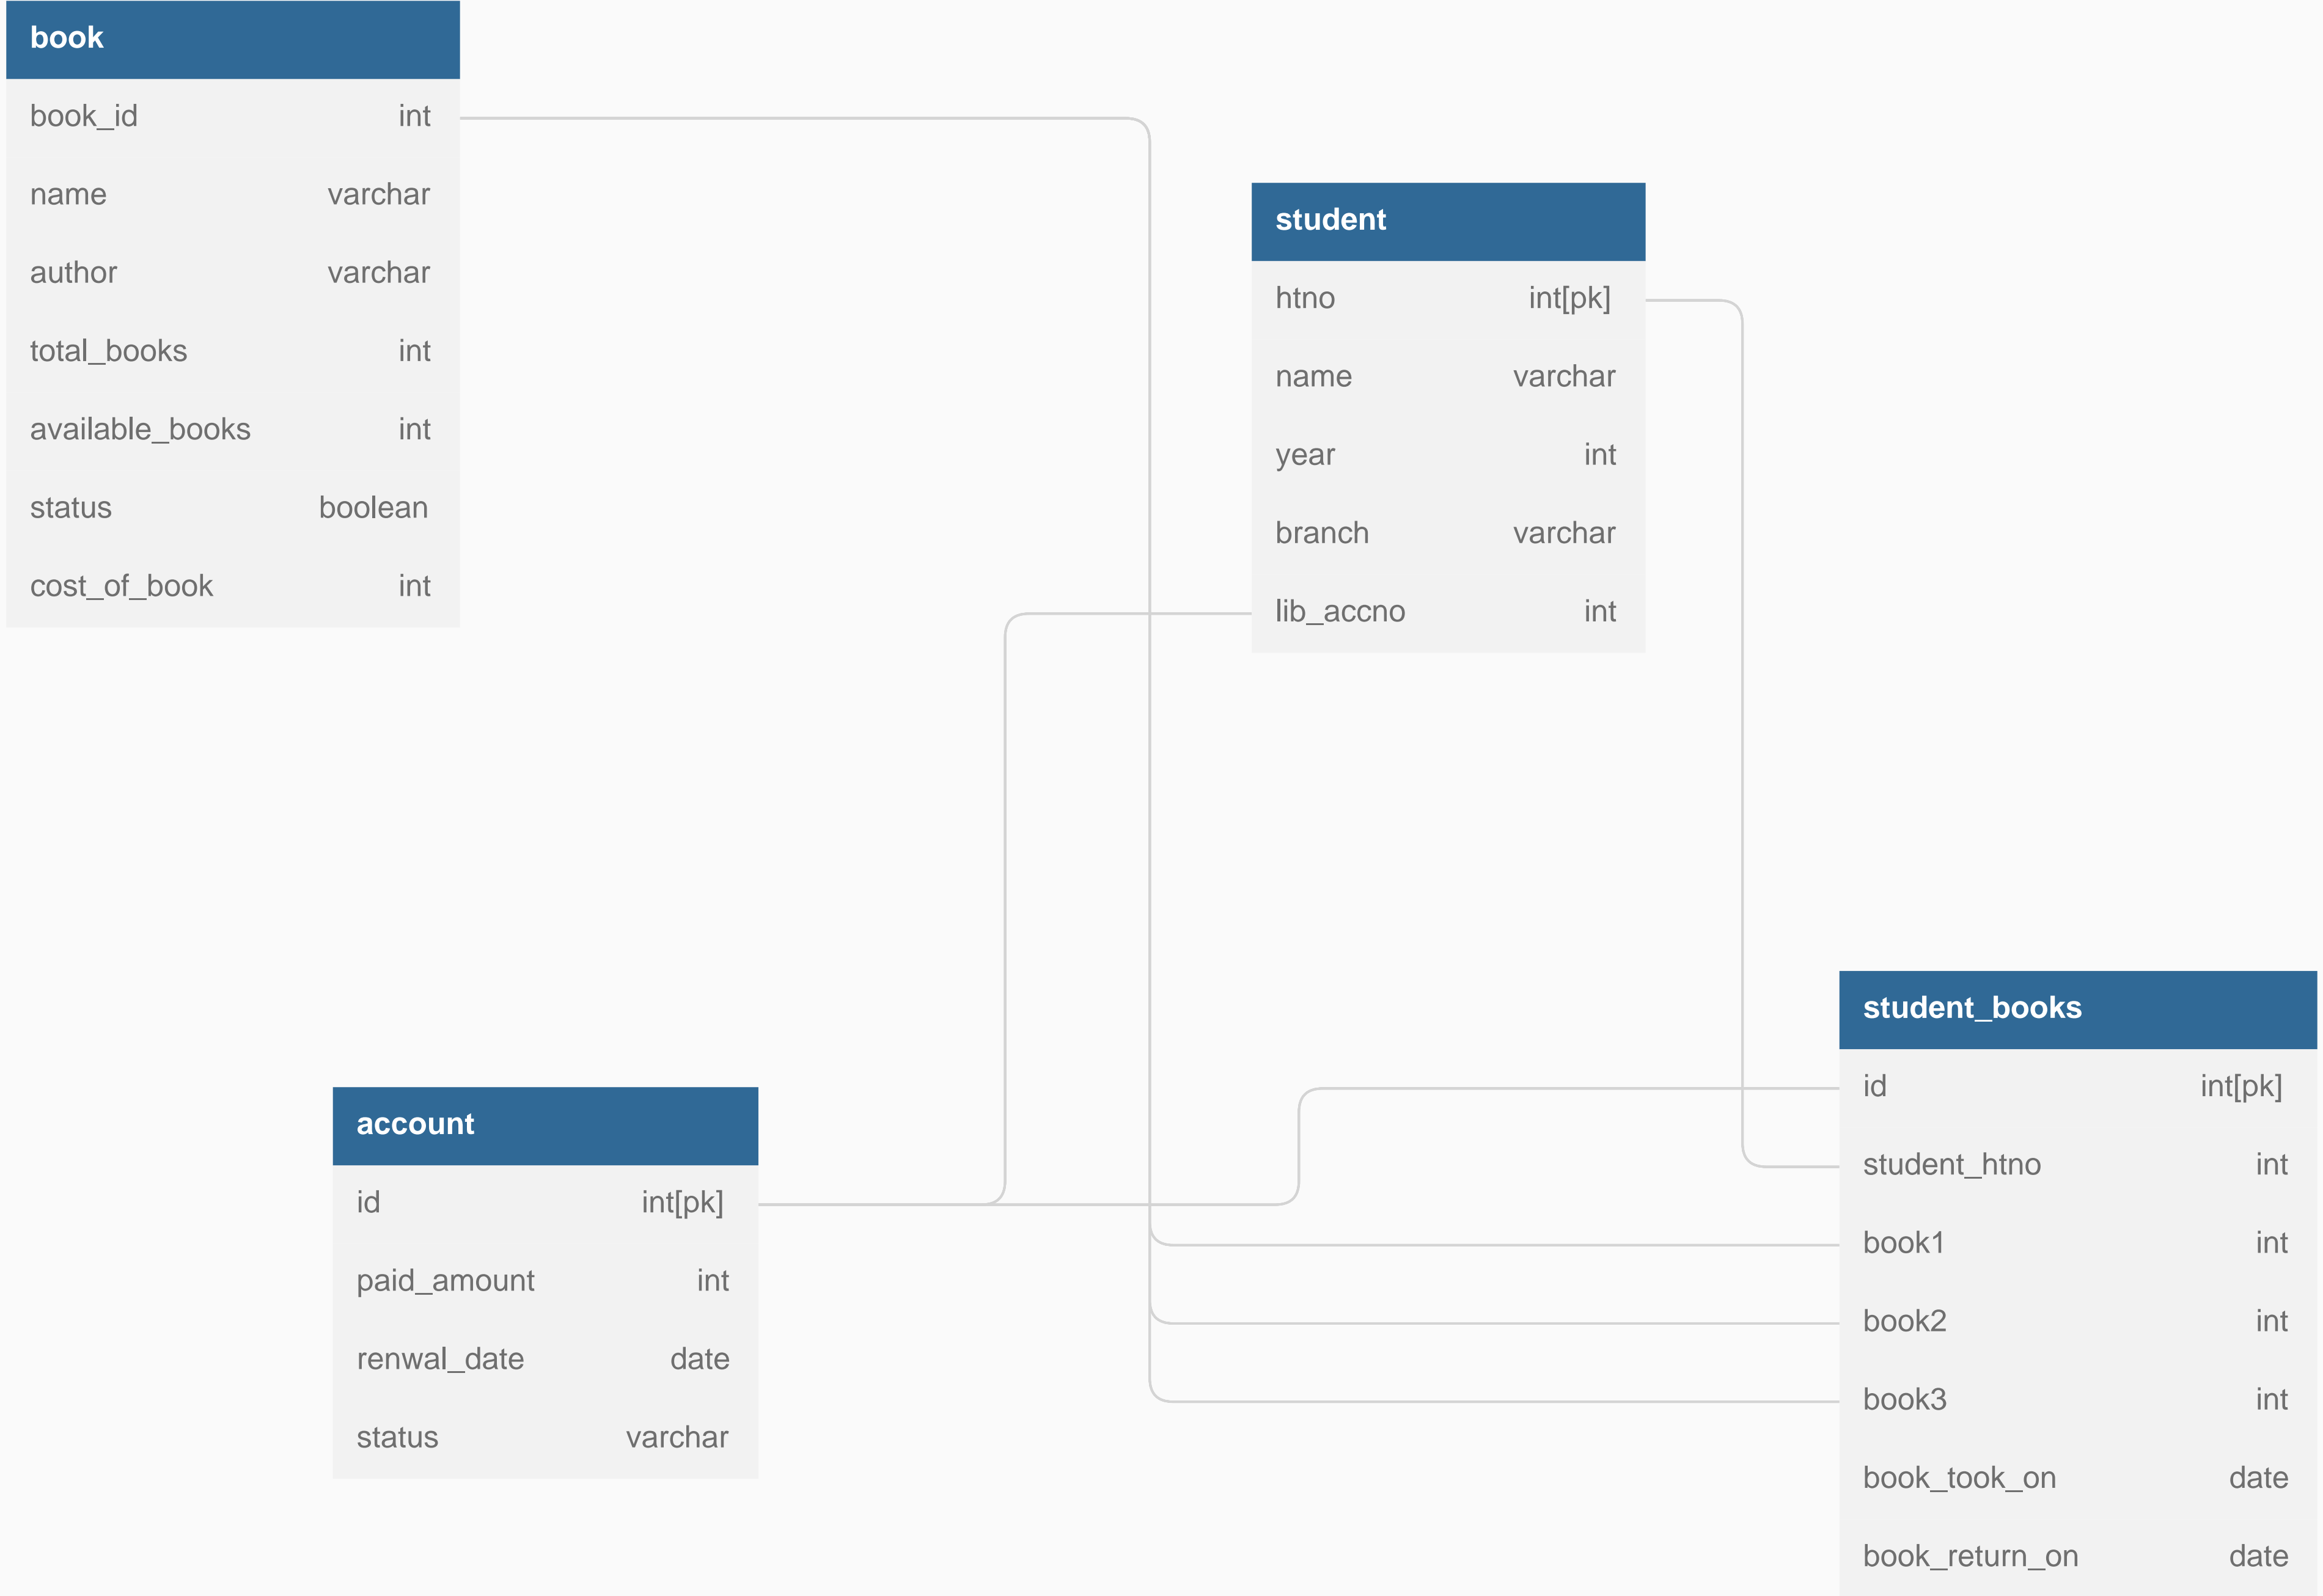 book
book_id int
name varchar
author varchar
total_books int
available_books int
status boolean
cost_of_book int
student
htno int[pk]
name varchar
year int
branch varchar
lib_accno int
account
id int[pk]
paid_amount int
renwal_date date
status varchar
student_books
id int[pk]
student_htno int
book1 int
book2 int
book3 int
book_took_on date
book_return_on date